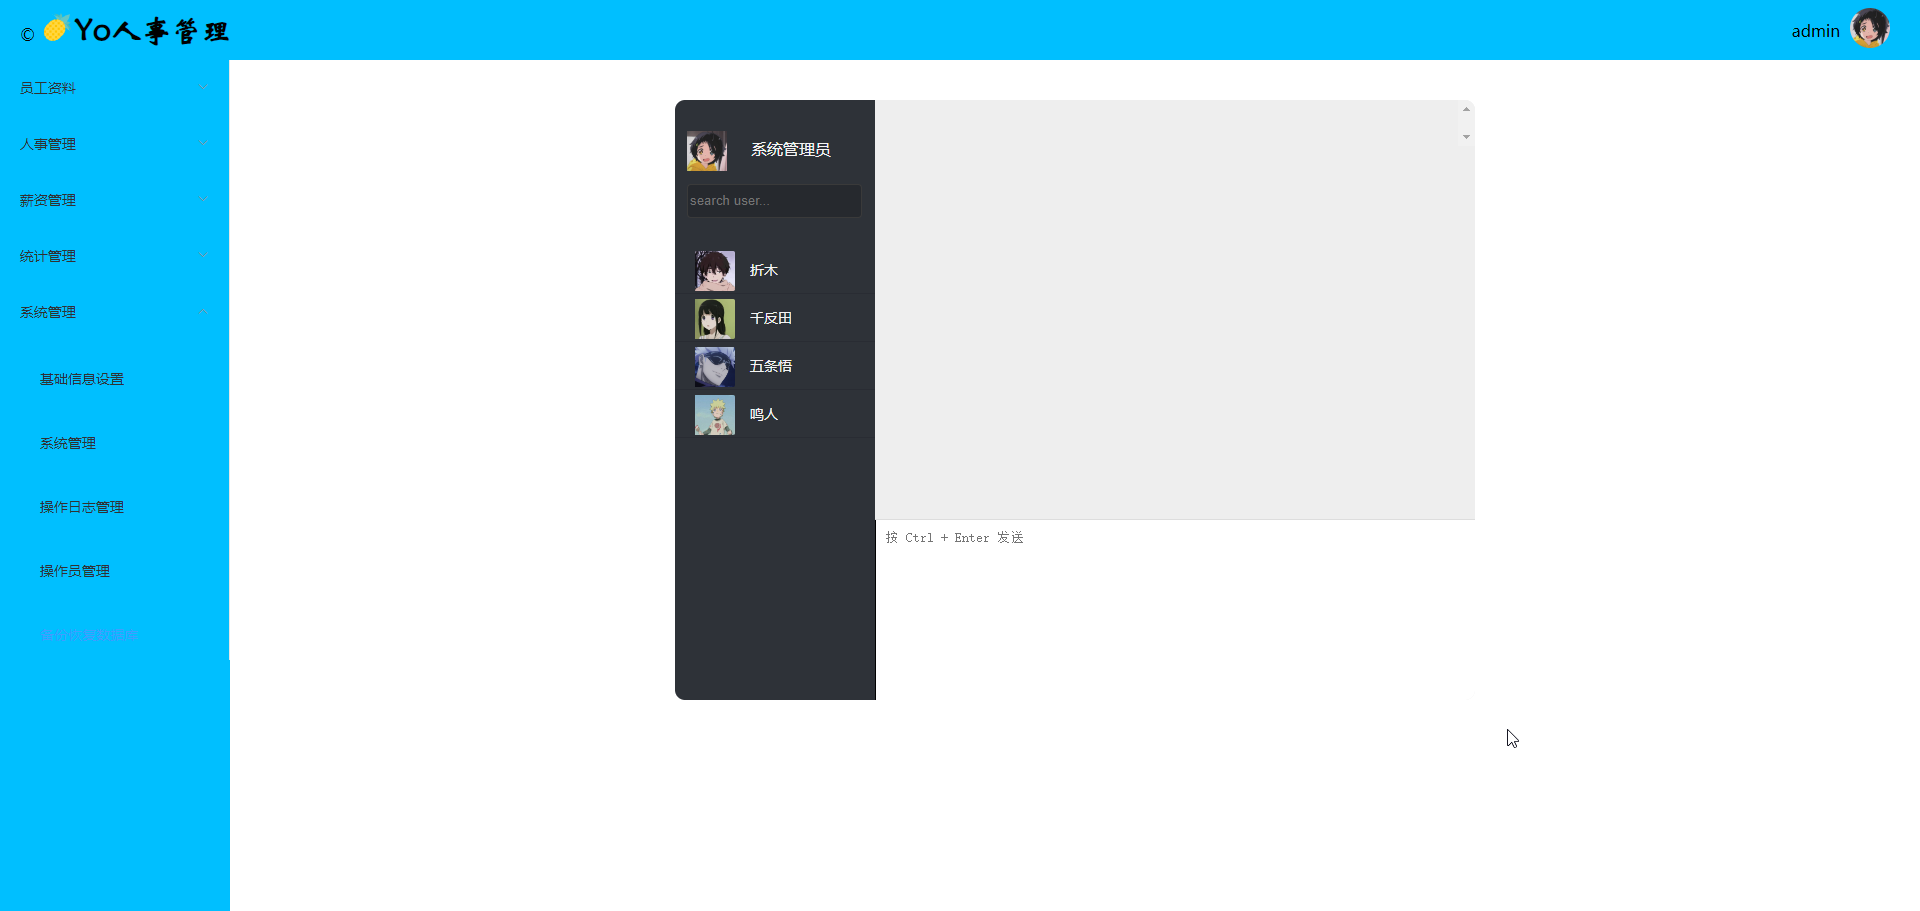 © Yo人事管理
admin
员工资料
人事管理
薪资管理
统计管理
系统管理
基础信息设置
系统管理
操作日志管理
操作员管理
系统管理员
search user...
折木
千反田
五条悟
鸣人
按 Ctrl + Enter 发送